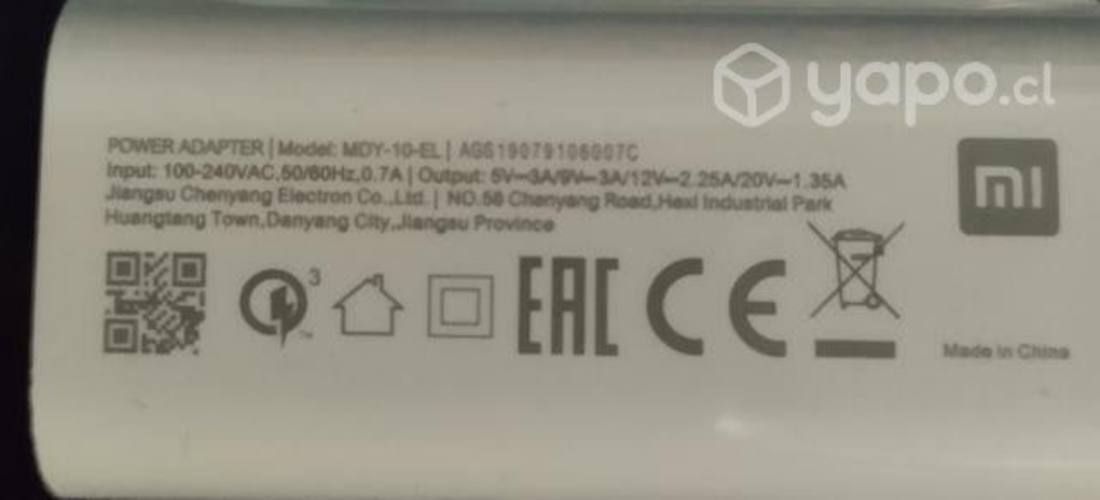 yapo.cl
POWER ADAPTER | Model: MDY-10-EL | AGS19079106007C
Input: 100-240VAC,50/60Hz,0.7A | Output: 5V⎓3A/9V⎓3A/12V⎓2.25A/20V⎓1.35A
Jiangsu Chenyang Electron Co.,Ltd. | NO.58 Chenyang Road,Hexi Industrial Park
Huangtang Town,Danyang City,Jiangsu Province
mi
3
TM
EAC
CE
Made in China